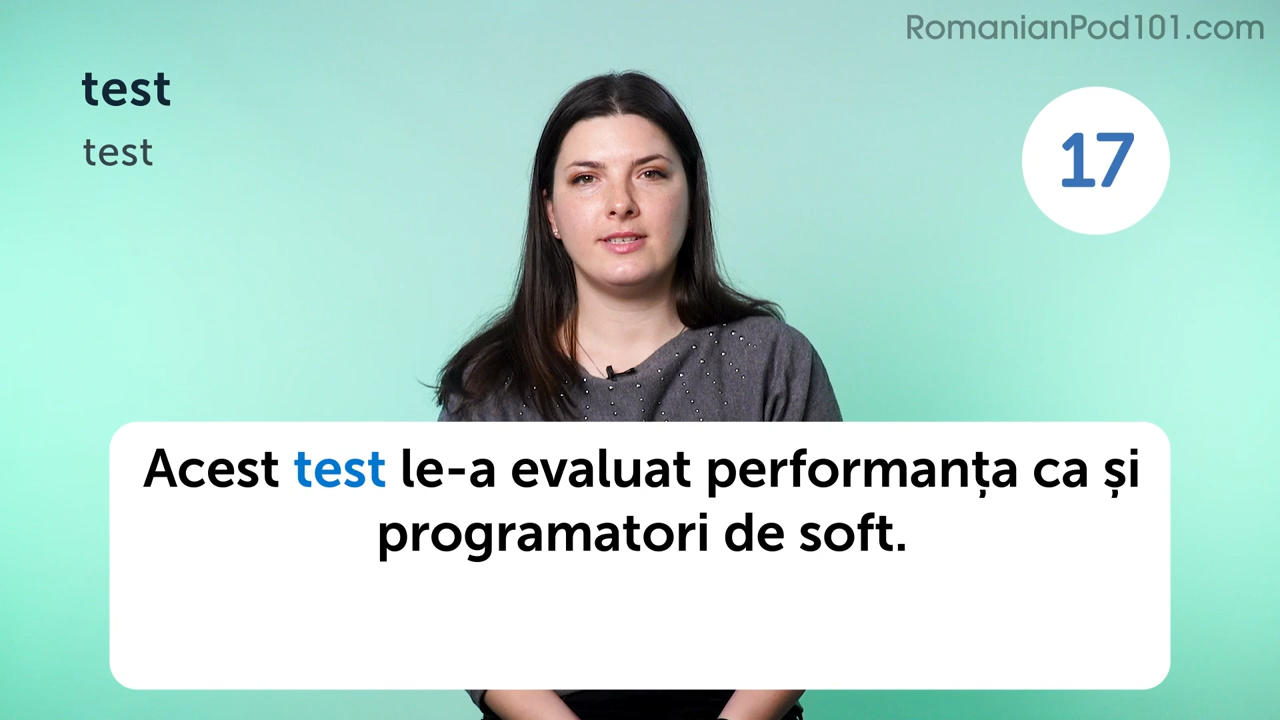 RomanianPod101.com
test
test
17
Acest test le-a evaluat performanța ca și
programatori de soft.